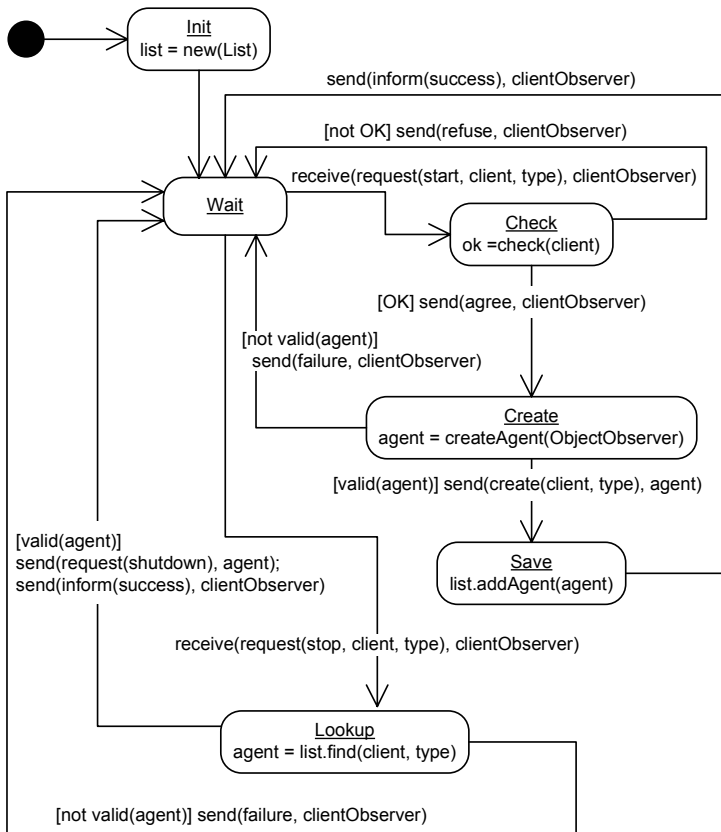 Init
list = new(List)
send(inform(success), clientObserver)
[not OK] send(refuse, clientObserver)
receive(request(start, client, type), clientObserver)
Wait
Check
ok =check(client)
[OK] send(agree, clientObserver)
[not valid(agent)]
send(failure, clientObserver)
Create
agent = createAgent(ObjectObserver)
[valid(agent)] send(create(client, type), agent)
[valid(agent)]
send(request(shutdown), agent);
send(inform(success), clientObserver)
Save
list.addAgent(agent)
receive(request(stop, client, type), clientObserver)
Lookup
agent = list.find(client, type)
[not valid(agent)] send(failure, clientObserver)